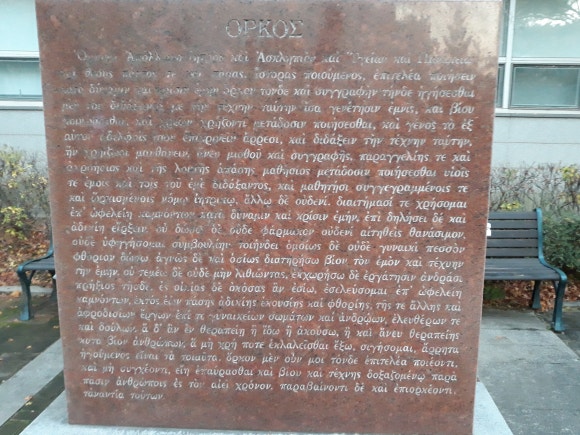 ΟΡΚΟΣ
Ὄμνυμι Ἀπόλλωνα ἰητρὸν καὶ Ἀσκληπιὸν καὶ Ὑγείαν καὶ Πανάκειαν
καὶ θεοὺς πάντας τε καὶ πάσας, ἵστορας ποιεύμενος, ἐπιτελέα ποιήσειν
κατὰ δύναμιν καὶ κρίσιν ἐμὴν ὅρκον τόνδε καὶ συγγραφὴν τήνδε ἡγήσεσθαι
μὲν τὸν διδάξαντά με τὴν τέχνην ταύτην ἴσα γενέτῃσιν ἐμοῖς, καὶ βίου
κοινώσεσθαι, καὶ χρεῶν χρηΐζοντι μετάδοσιν ποιήσεσθαι, καὶ γένος τὸ ἐξ
αὐτοῦ ἀδελφοῖς ἴσον ἐπικρινεῖν ἄρρεσι, καὶ διδάξειν τὴν τέχνην ταύτην,
ἢν χρηΐζωσι μανθάνειν, ἄνευ μισθοῦ καὶ συγγραφῆς, παραγγελίης τε καὶ
ἀκροήσιος καὶ τῆς λοιπῆς ἁπάσης μαθήσιος μετάδοσιν ποιήσεσθαι υἱοῖς
τε ἐμοῖς καὶ τοῖς τοῦ ἐμὲ διδάξαντος, καὶ μαθηταῖσι συγγεγραμμένοις τε
καὶ ὡρκισμένοις νόμῳ ἰητρικῷ, ἄλλῳ δὲ οὐδενί. διαιτήμασί τε χρήσομαι
ἐπ' ὠφελείῃ καμνόντων κατὰ δύναμιν καὶ κρίσιν ἐμήν, ἐπὶ δηλήσει δὲ καὶ
ἀδικίῃ εἴρξειν. οὐ δώσω δὲ οὐδὲ φάρμακον οὐδενὶ αἰτηθεὶς θανάσιμον,
οὐδὲ ὑφηγήσομαι συμβουλίην τοιήνδε· ὁμοίως δὲ οὐδὲ γυναικὶ πεσσὸν
φθόριον δώσω. ἁγνῶς δὲ καὶ ὁσίως διατηρήσω βίον τὸν ἐμὸν καὶ τέχνην
τὴν ἐμήν. οὐ τεμέω δὲ οὐδὲ μὴν λιθιῶντας, ἐκχωρήσω δὲ ἐργάτῃσιν ἀνδράσι
πρήξιος τῆσδε. ἐς οἰκίας δὲ ὁκόσας ἂν ἐσίω, ἐσελεύσομαι ἐπ' ὠφελείῃ
καμνόντων, ἐκτὸς ἐὼν πάσης ἀδικίης ἑκουσίης καὶ φθορίης, τῆς τε ἄλλης καὶ
ἀφροδισίων ἔργων ἐπί τε γυναικείων σωμάτων καὶ ἀνδρῴων, ἐλευθέρων τε
καὶ δούλων. ἃ δ' ἂν ἐν θεραπείῃ ἢ ἴδω ἢ ἀκούσω, ἢ καὶ ἄνευ θεραπείης
κατὰ βίον ἀνθρώπων, ἃ μὴ χρή ποτε ἐκλαλεῖσθαι ἔξω, σιγήσομαι, ἄρρητα
ἡγεύμενος εἶναι τὰ τοιαῦτα. ὅρκον μὲν οὖν μοι τόνδε ἐπιτελέα ποιέοντι,
καὶ μὴ συγχέοντι, εἴη ἐπαύρασθαι καὶ βίου καὶ τέχνης δοξαζομένῳ παρὰ
πᾶσιν ἀνθρώποις ἐς τὸν αἰεὶ χρόνον, παραβαίνοντι δὲ καὶ ἐπιορκέοντι,
τἀναντία τούτων.